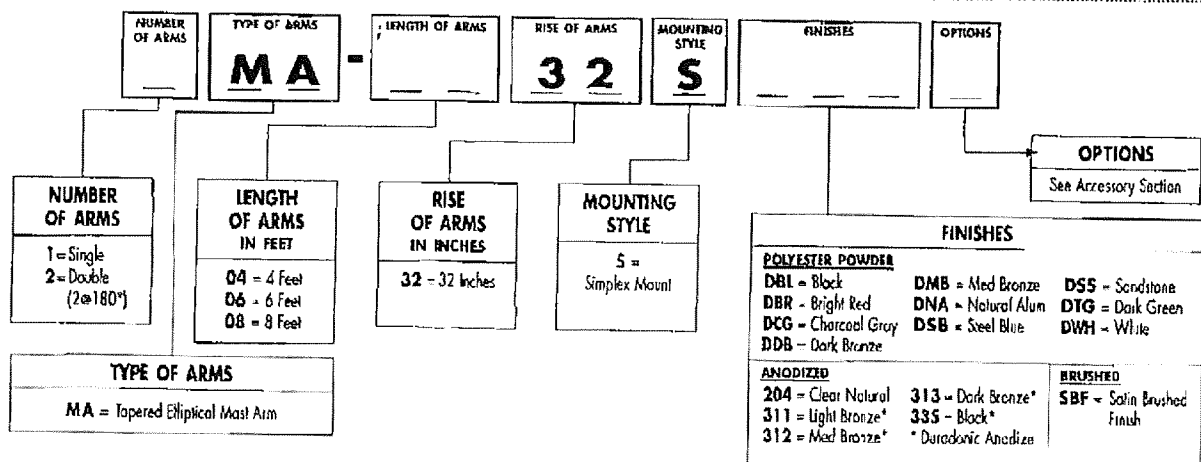 NUMBER
OF ARMS
TYPE OF ARMS
MA -
LENGTH OF ARMS
RISE OF ARMS
32
MOUNTING
STYLE
S
FINISHES
OPTIONS
NUMBER
OF ARMS
1 = Single
2 = Double
(2@180°)
LENGTH
OF ARMS
IN FEET
04 = 4 Feet
06 = 6 Feet
08 = 8 Feet
RISE
OF ARMS
IN INCHES
32 = 32 Inches
MOUNTING
STYLE
S =
Simplex Mount
OPTIONS
See Accessory Section
TYPE OF ARMS
MA = Tapered Elliptical Mast Arm
FINISHES
POLYESTER POWDER
DBL = Black
DBR = Bright Red
DCG = Charcoal Gray
DDB = Dark Bronze
DMB = Med Bronze
DNA = Natural Alum
DSB = Steel Blue
DSS = Sandstone
DTG = Dark Green
DWH = White
ANODIZED
204 = Clear Natural
311 = Light Bronze*
312 = Med Bronze*
313 = Dark Bronze*
335 = Black*
* Duradonic Anodize
BRUSHED
SBF = Satin Brushed
Finish